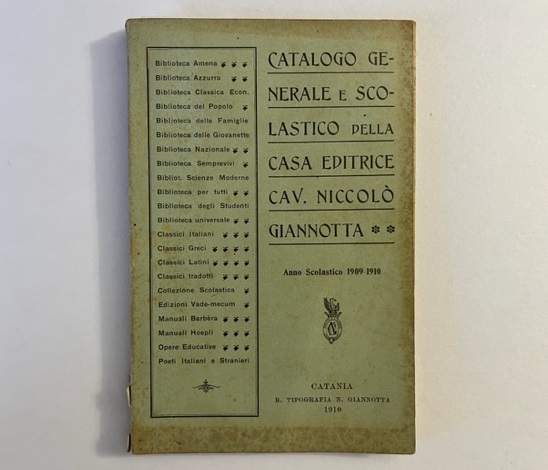 Biblioteca Amena
Biblioteca Azzurra
Biblioteca Classica Econ.
Biblioteca del Popolo
Biblioteca delle Famiglie
Biblioteca delle Giovanette
Biblioteca Nazionale
Biblioteca Semprevivi
Bibliot. Scienze Moderne
Biblioteca per tutti
Biblioteca degli Studenti
Biblioteca universale
Classici Italiani
Classici Greci
Classici Latini
Classici tradotti
Collezione Scolastica
Edizioni Vade-mecum
Manuali Barbèra
Manuali Hoepli
Opere Educative
Poeti Italiani e Stranieri
CATALOGO GE-
NERALE E SCO-
LASTICO DELLA
CASA EDITRICE
CAV. NICCOLÒ
GIANNOTTA
Anno Scolastico 1909-1910
CATANIA
R. TIPOGRAFIA N. GIANNOTTA
1910